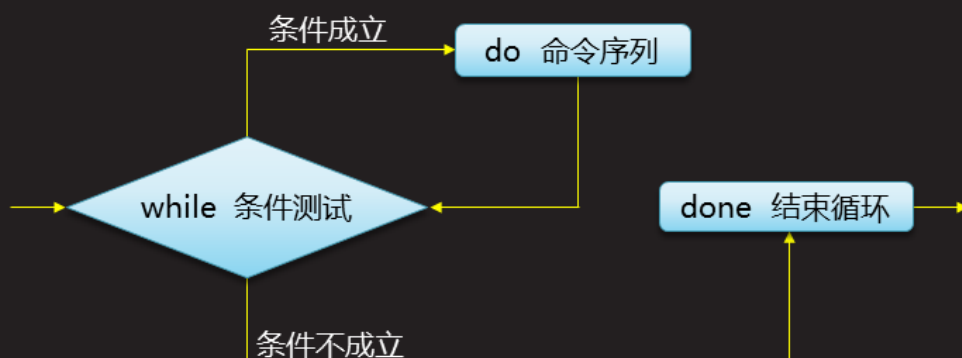 条件成立
do 命令序列
while 条件测试
done 结束循环
条件不成立